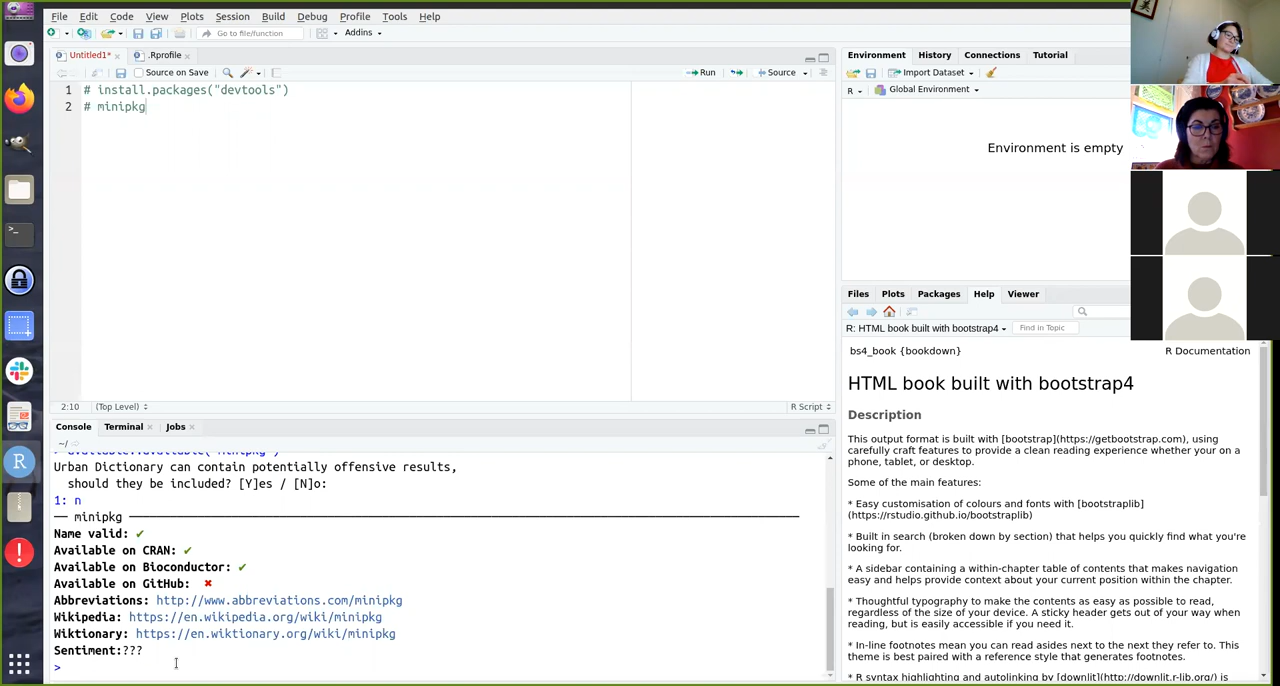 File Edit Code View Plots Session Build Debug Profile Tools Help
Go to file/function Addins
Untitled1* .Rprofile
Source on Save Run Source
1 # install.packages("devtools")
2 # minipkg
2:10 (Top Level) R Script
Console Terminal Jobs
~/
Urban Dictionary can contain potentially offensive results,
should they be included? [Y]es / [N]o:
1: n
── minipkg ──
Name valid: ✔
Available on CRAN: ✔
Available on Bioconductor: ✔
Available on GitHub: ✖
Abbreviations: http://www.abbreviations.com/minipkg
Wikipedia: https://en.wikipedia.org/wiki/minipkg
Wiktionary: https://en.wiktionary.org/wiki/minipkg
Sentiment:???
>
Environment History Connections Tutorial
Import Dataset
R Global Environment
Environment is empty
Files Plots Packages Help Viewer
R: HTML book built with bootstrap4 Find in Topic
bs4_book {bookdown} R Documentation
HTML book built with bootstrap4
Description
This output format is built with [bootstrap](https://getbootstrap.com), using
carefully craft features to provide a clean reading experience whether your on a
phone, tablet, or desktop.
Some of the main features:
* Easy customisation of colours and fonts with [bootstraplib]
(https://rstudio.github.io/bootstraplib)
* Built in search (broken down by section) that helps you quickly find what you're
looking for.
* A sidebar containing a within-chapter table of contents that makes navigation
easy and helps provide context about your current position within the chapter.
* Thoughtful typography to make the contents as easy as possible to read,
regardless of the size of your device. A sticky header gets out of your way when
reading, but is easily accessible if you need it.
* In-line footnotes mean you can read asides next to the next they refer to. This
theme is best paired with a reference style that generates footnotes.
* R syntax highlighting and autolinking by [downlit](http://downlit.r-lib.org/) is